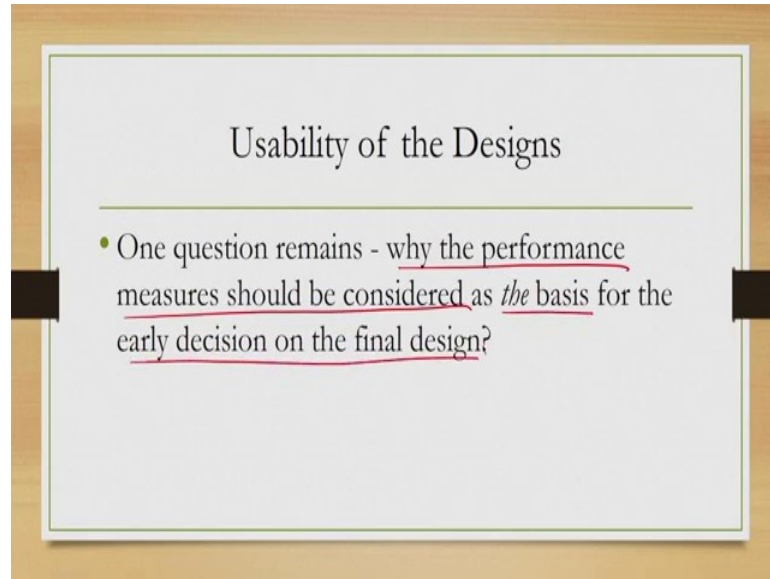 Usability of the Designs
• One question remains - why the performance
measures should be considered as the basis for the
early decision on the final design?